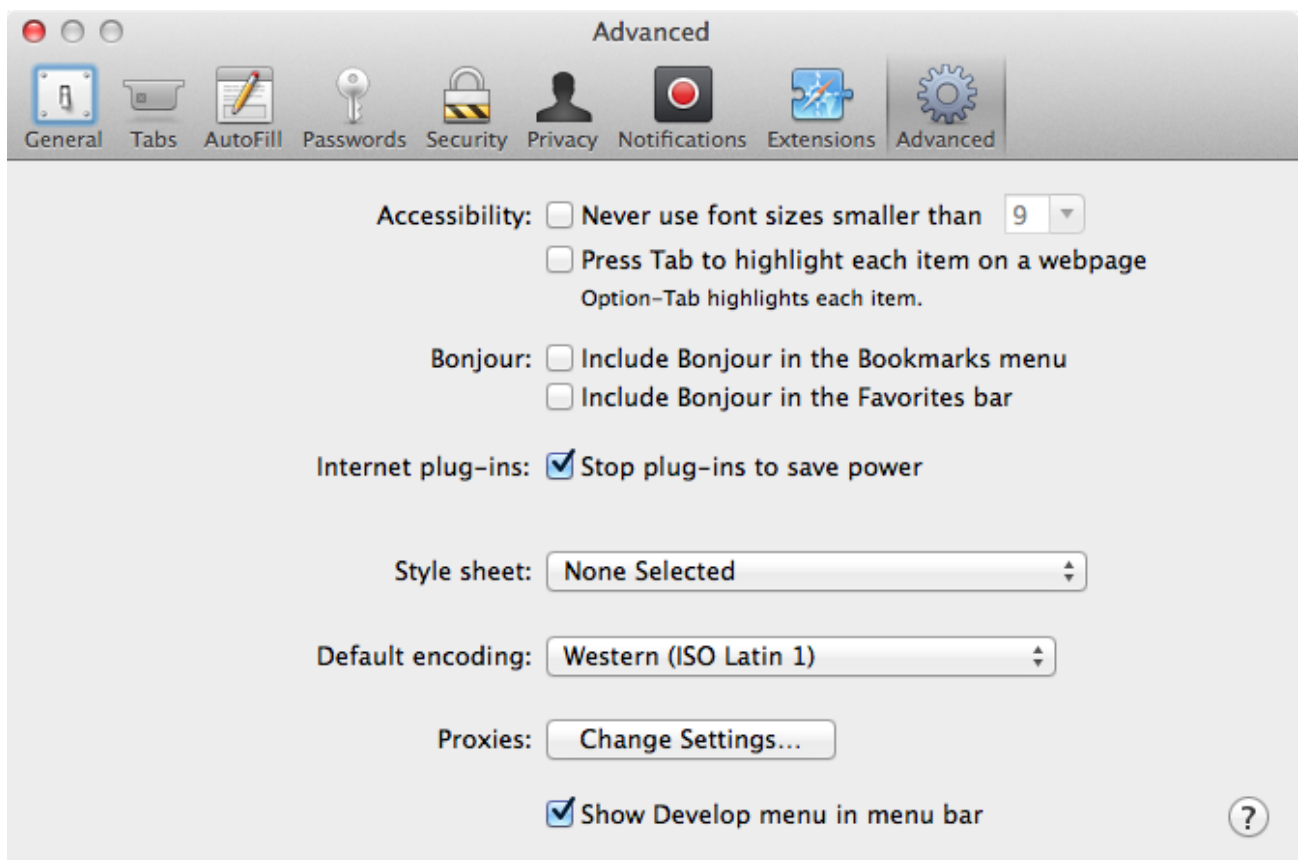 Advanced
General Tabs AutoFill Passwords Security Privacy Notifications Extensions Advanced
Accessibility: Never use font sizes smaller than 9
Press Tab to highlight each item on a webpage
Option-Tab highlights each item.
Bonjour: Include Bonjour in the Bookmarks menu
Include Bonjour in the Favorites bar
Internet plug-ins: Stop plug-ins to save power
Style sheet: None Selected
Default encoding: Western (ISO Latin 1)
Proxies: Change Settings...
Show Develop menu in menu bar ?